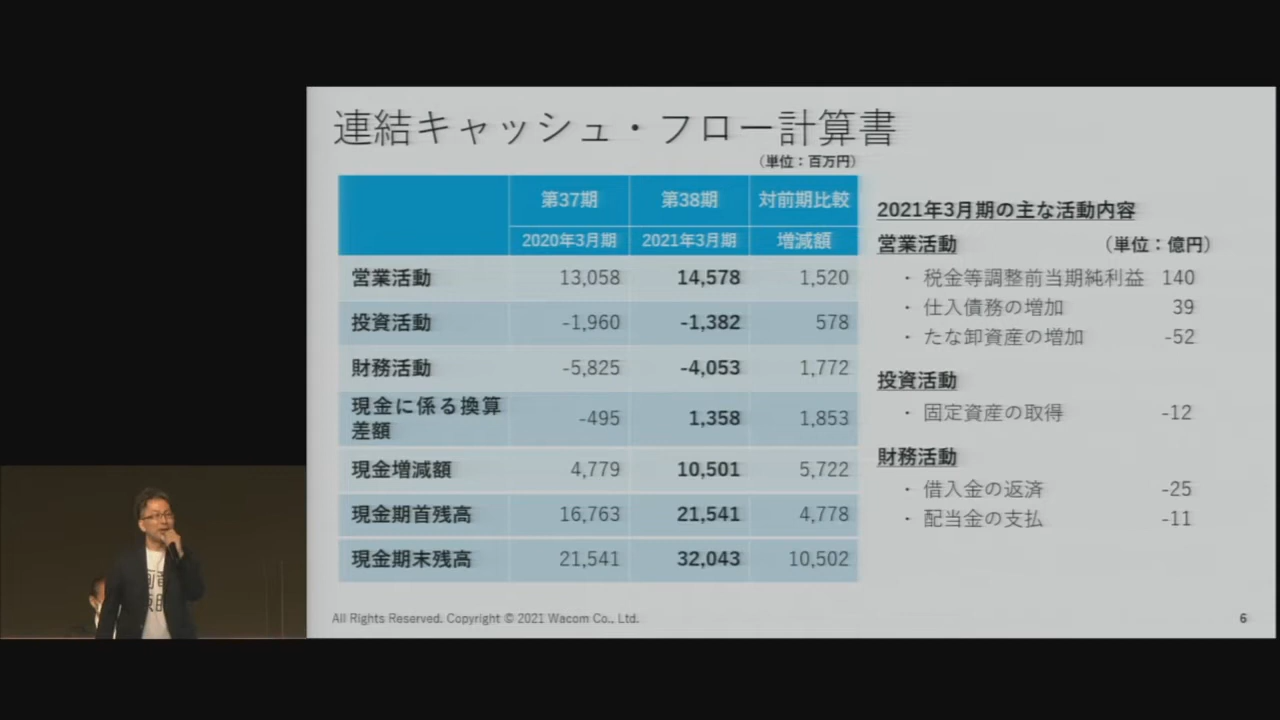 連結キャッシュ・フロー計算書
(単位：百万円)
第37期 第38期 対前期比較
2020年3月期 2021年3月期 増減額
営業活動 13,058 14,578 1,520
投資活動 -1,960 -1,382 578
財務活動 -5,825 -4,053 1,772
現金に係る換算
差額 -495 1,358 1,853
現金増減額 4,779 10,501 5,722
現金期首残高 16,763 21,541 4,778
現金期末残高 21,541 32,043 10,502
2021年3月期の主な活動内容
営業活動 (単位：億円)
・ 税金等調整前当期純利益 140
・ 仕入債務の増加 39
・ たな卸資産の増加 -52
投資活動
・ 固定資産の取得 -12
財務活動
・ 借入金の返済 -25
・ 配当金の支払 -11
All Rights Reserved. Copyright © 2021 Wacom Co., Ltd.
6